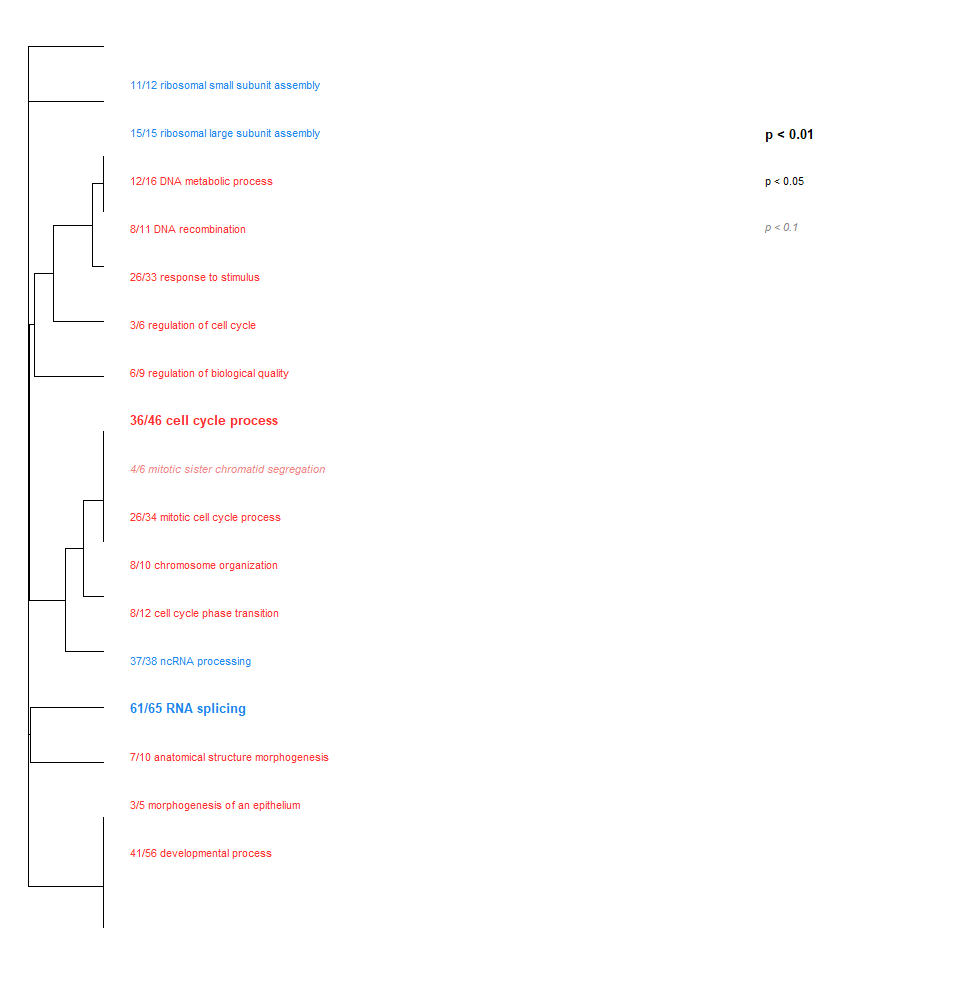 11/12 ribosomal small subunit assembly
15/15 ribosomal large subunit assembly
p < 0.01
12/16 DNA metabolic process
p < 0.05
8/11 DNA recombination
p < 0.1
26/33 response to stimulus
3/6 regulation of cell cycle
6/9 regulation of biological quality
36/46 cell cycle process
4/6 mitotic sister chromatid segregation
26/34 mitotic cell cycle process
8/10 chromosome organization
8/12 cell cycle phase transition
37/38 ncRNA processing
61/65 RNA splicing
7/10 anatomical structure morphogenesis
3/5 morphogenesis of an epithelium
41/56 developmental process